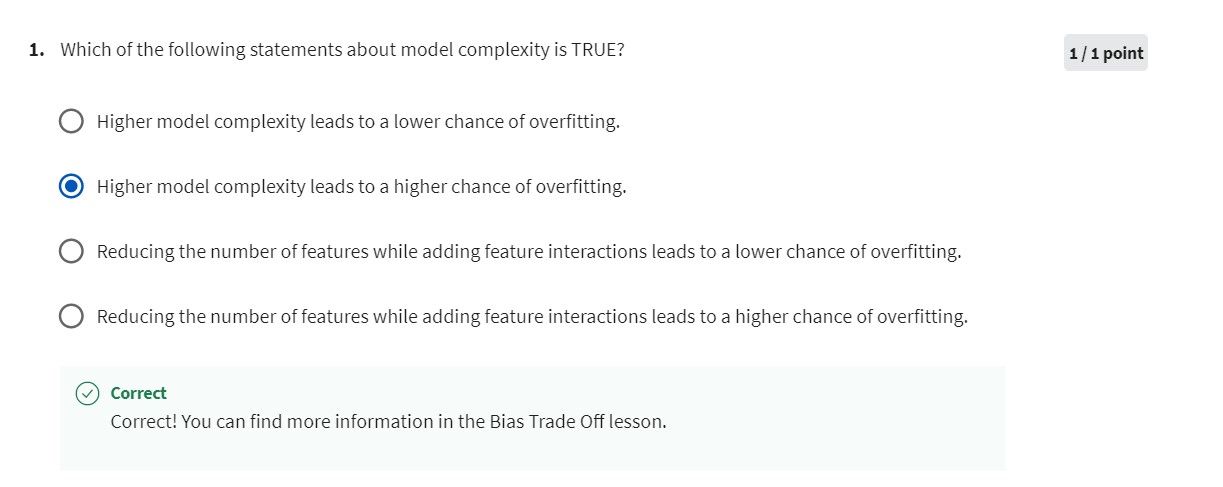 1. Which of the following statements about model complexity is TRUE?
1 / 1 point
Higher model complexity leads to a lower chance of overfitting.
Higher model complexity leads to a higher chance of overfitting.
Reducing the number of features while adding feature interactions leads to a lower chance of overfitting.
Reducing the number of features while adding feature interactions leads to a higher chance of overfitting.
Correct
Correct! You can find more information in the Bias Trade Off lesson.